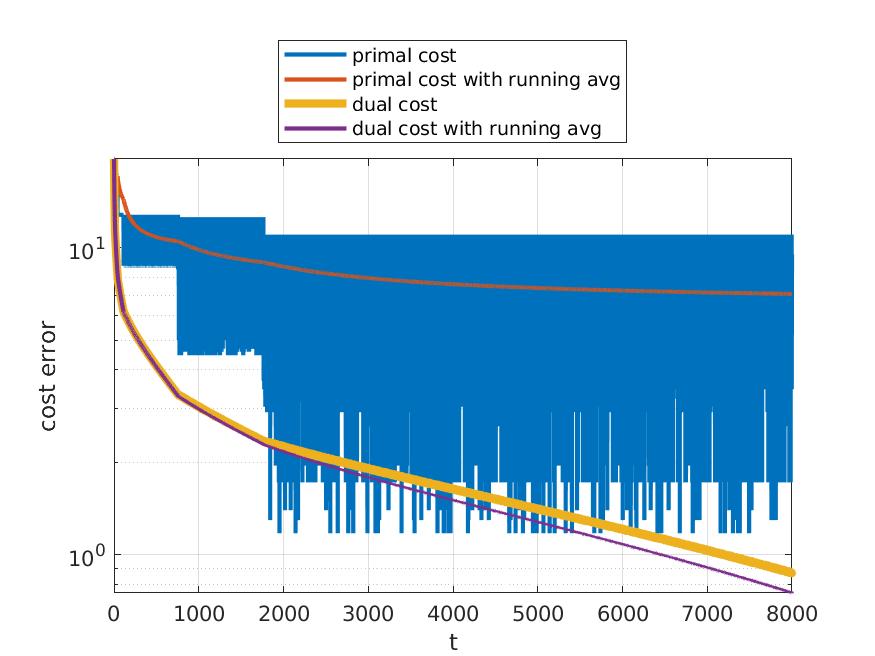 primal cost
primal cost with running avg
dual cost
dual cost with running avg
10¹
10⁰
cost error
0 1000 2000 3000 4000 5000 6000 7000 8000
t